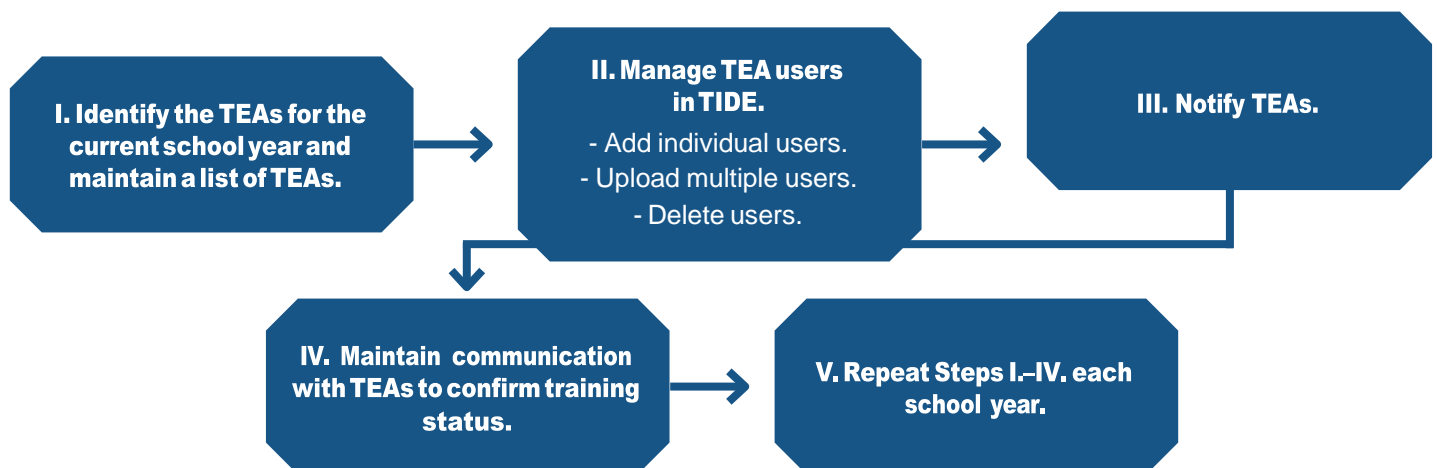 I. Identify the TEAs for the
current school year and
maintain a list of TEAs.
II. Manage TEA users
in TIDE.
- Add individual users.
- Upload multiple users.
- Delete users.
III. Notify TEAs.
IV. Maintain communication
with TEAs to confirm training
status.
V. Repeat Steps I.–IV. each
school year.